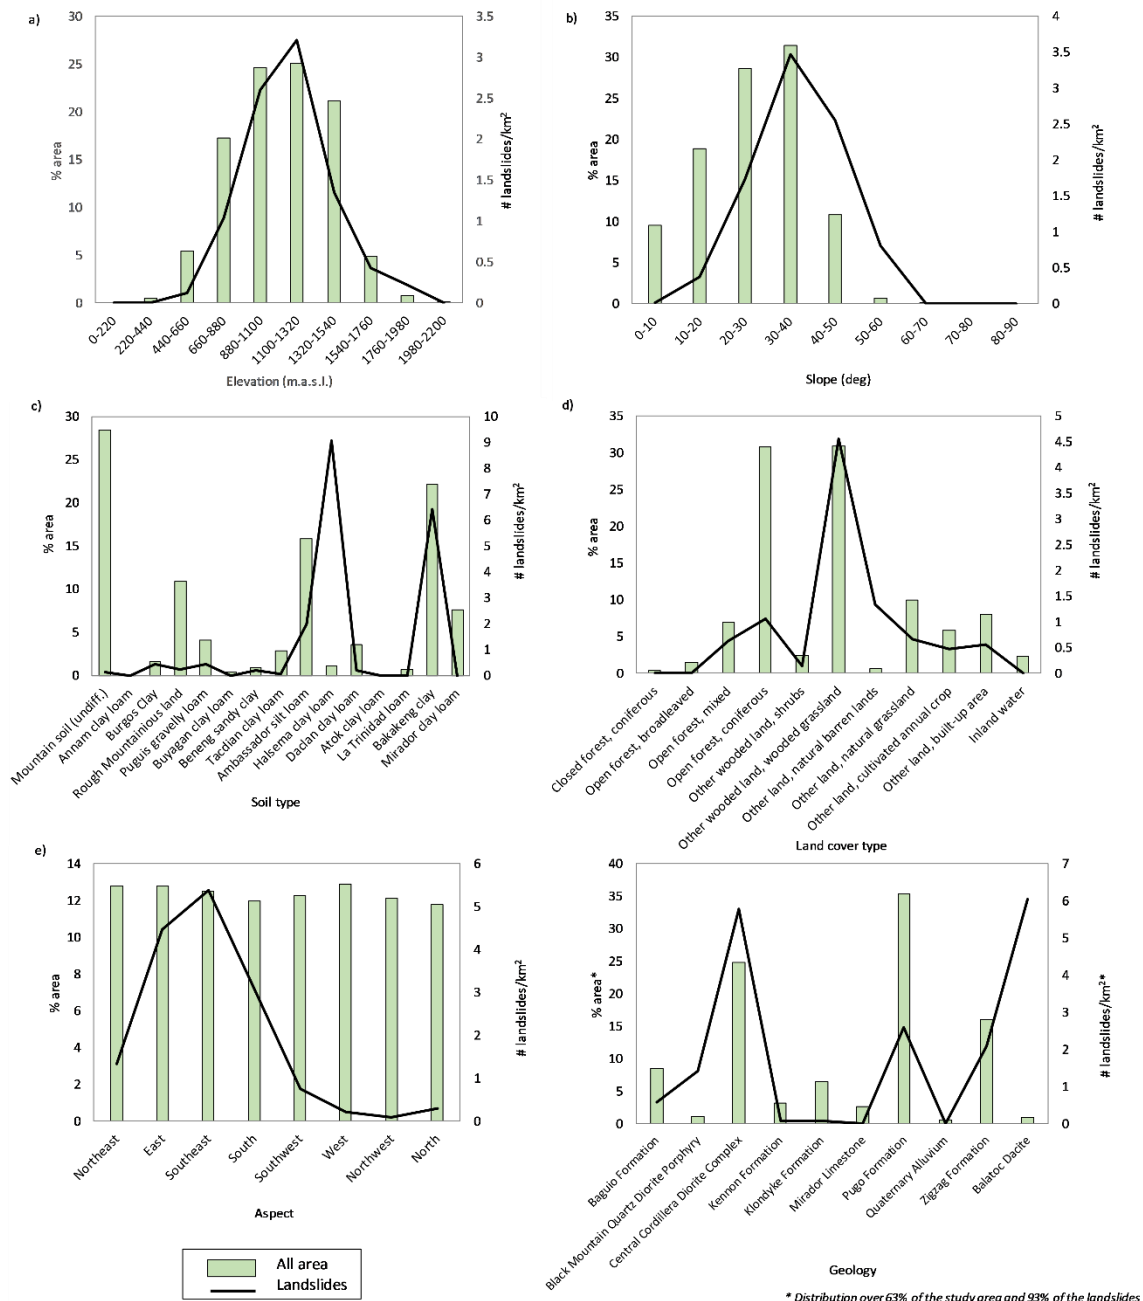 a)
30
25
20
15
10
5
0
% area
3.5
3
2.5
2
1.5
1
0.5
0
# landslides/km²
0-220
220-440
440-660
660-880
880-1100
1100-1320
1320-1540
1540-1760
1760-1980
1980-2200
Elevation (m.a.s.l.)
b)
35
30
25
20
15
10
5
0
% area
4
3.5
3
2.5
2
1.5
1
0.5
0
# landslides/km²
0-10
10-20
20-30
30-40
40-50
50-60
60-70
70-80
80-90
Slope (deg)
c)
30
25
20
15
10
5
0
% area
10
9
8
7
6
5
4
3
2
1
0
# landslides/km²
Mountain soil (undiff.)
Annam clay loam
Burgos Clay
Rough Mountainious land
Puguis gravelly loam
Buyagan clay loam
Beneng sandy clay
Tacdian clay loam
Ambassador silt loam
Halsema clay loam
Daclan clay loam
Atok clay loam
La Trinidad loam
Bakakeng clay
Mirador clay loam
Soil type
d)
35
30
25
20
15
10
5
0
% area
5
4.5
4
3.5
3
2.5
2
1.5
1
0.5
0
# landslides/km²
Closed forest, coniferous
Open forest, broadleaved
Open forest, mixed
Open forest, coniferous
Other wooded land, shrubs
Other wooded land, wooded grassland
Other land, natural barren lands
Other land, natural grassland
Other land, cultivated annual crop
Other land, built-up area
Inland water
Land cover type
e)
14
12
10
8
6
4
2
0
% area
6
5
4
3
2
1
0
# landslides/km²
Northeast
East
Southeast
South
Southwest
West
Northwest
North
Aspect
40
35
30
25
20
15
10
5
0
% area*
7
6
5
4
3
2
1
0
# landslides/km²*
Baguio Formation
Black Mountain Quartz Diorite Porphyry
Central Cordillera Diorite Complex
Kennon Formation
Klondyke Formation
Mirador Limestone
Pugo Formation
Quaternary Alluvium
Zigzag Formation
Balatoc Dacite
Geology
All area
Landslides
* Distribution over 63% of the study area and 93% of the landslides